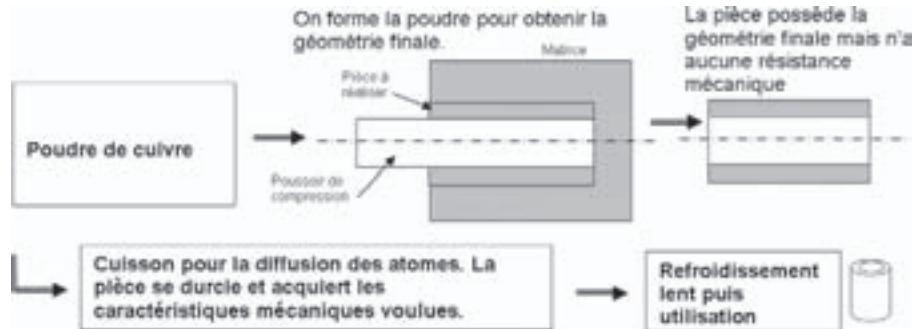 On forme la poudre pour obtenir la
géométrie finale.
Matrice
Pièce à
réaliser
Poudre de cuivre
Poussoir de
compression
La pièce possède la
géométrie finale mais n'a
aucune résistance
mécanique
Cuisson pour la diffusion des atomes. La
pièce se durcie et acquiert les
caractéristiques mécaniques voulues.
Refroidissement
lent puis
utilisation